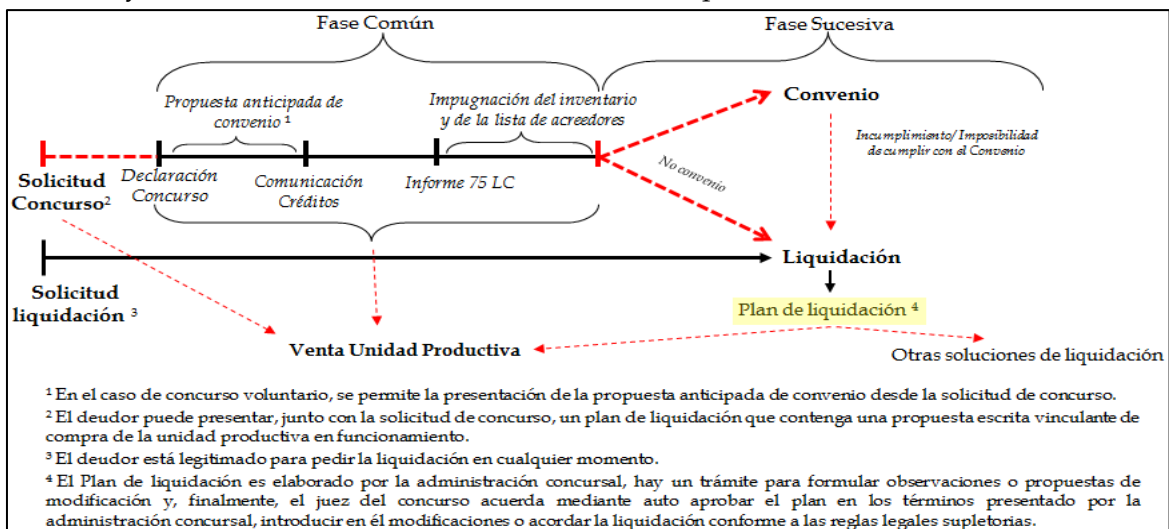 Fase Común
Fase Sucesiva
Propuesta anticipada de
convenio ¹
Impugnación del inventario
y de la lista de acreedores
Convenio
Incumplimiento/ Imposibilidad
de cumplir con el Convenio
No convenio
Solicitud
Concurso²
Declaración
Concurso
Comunicación
Créditos
Informe 75 LC
Liquidación
Solicitud
liquidación ³
Plan de liquidación ⁴
Venta Unidad Productiva
Otras soluciones de liquidación
¹ En el caso de concurso voluntario, se permite la presentación de la propuesta anticipada de convenio desde la solicitud de concurso.
² El deudor puede presentar, junto con la solicitud de concurso, un plan de liquidación que contenga una propuesta escrita vinculante de
compra de la unidad productiva en funcionamiento.
³ El deudor está legitimado para pedir la liquidación en cualquier momento.
⁴ El Plan de liquidación es elaborado por la administración concursal, hay un trámite para formular observaciones o propuestas de
modificación y, finalmente, el juez del concurso acuerda mediante auto aprobar el plan en los términos presentado por la
administración concursal, introducir en él modificaciones o acordar la liquidación conforme a las reglas legales supletorias.